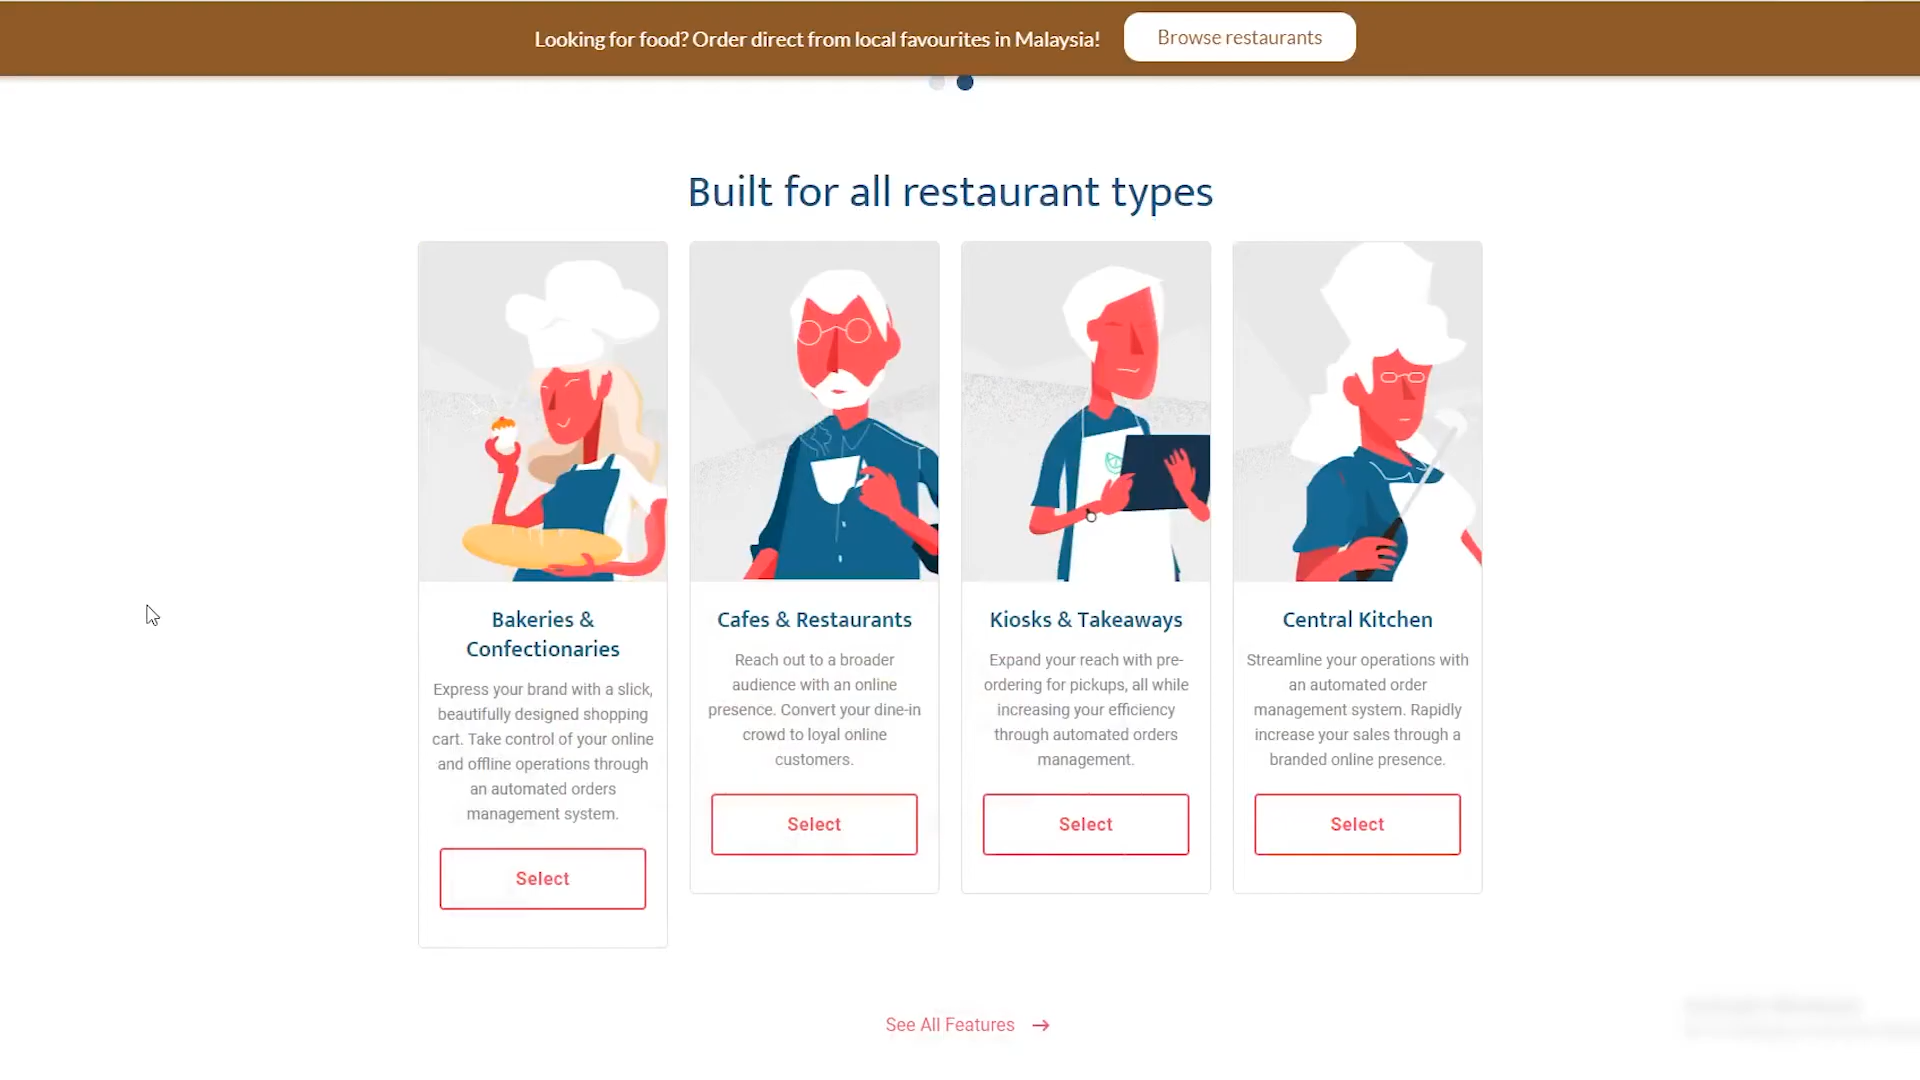 Looking for food? Order direct from local favourites in Malaysia!
Browse restaurants
Built for all restaurant types
Bakeries &
Confectionaries
Express your brand with a slick,
beautifully designed shopping
cart. Take control of your online
and offline operations through
an automated orders
management system.
Select
Cafes & Restaurants
Reach out to a broader
audience with an online
presence. Convert your dine-in
crowd to loyal online
customers.
Select
Kiosks & Takeaways
Expand your reach with pre-
ordering for pickups, all while
increasing your efficiency
through automated orders
management.
Select
Central Kitchen
Streamline your operations with
an automated order
management system. Rapidly
increase your sales through a
branded online presence.
Select
See All Features